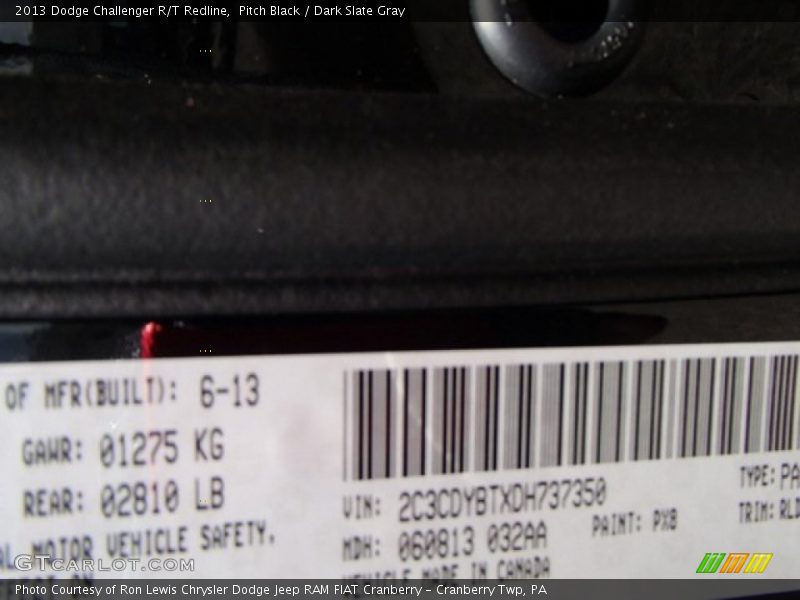 2013 Dodge Challenger R/T Redline, Pitch Black / Dark Slate Gray
OF MFR(BUILT): 6-13
GAWR: 01275 KG
REAR: 02810 LB
MOTOR VEHICLE SAFETY.
VIN: 2C3CDYBTXDH737350
TYPE: PA
MDH: 060813 032AA
PAINT: PX8
TRIM: RLD
VEHICLE MADE IN CANADA
GTCARLOT.COM
Photo Courtesy of Ron Lewis Chrysler Dodge Jeep RAM FIAT Cranberry – Cranberry Twp, PA